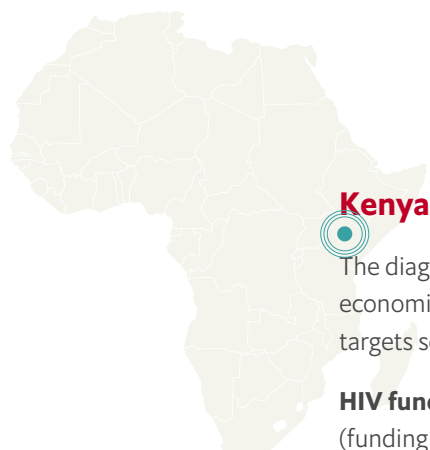 Kenya
The diag
economi
targets s
HIV fun
(funding